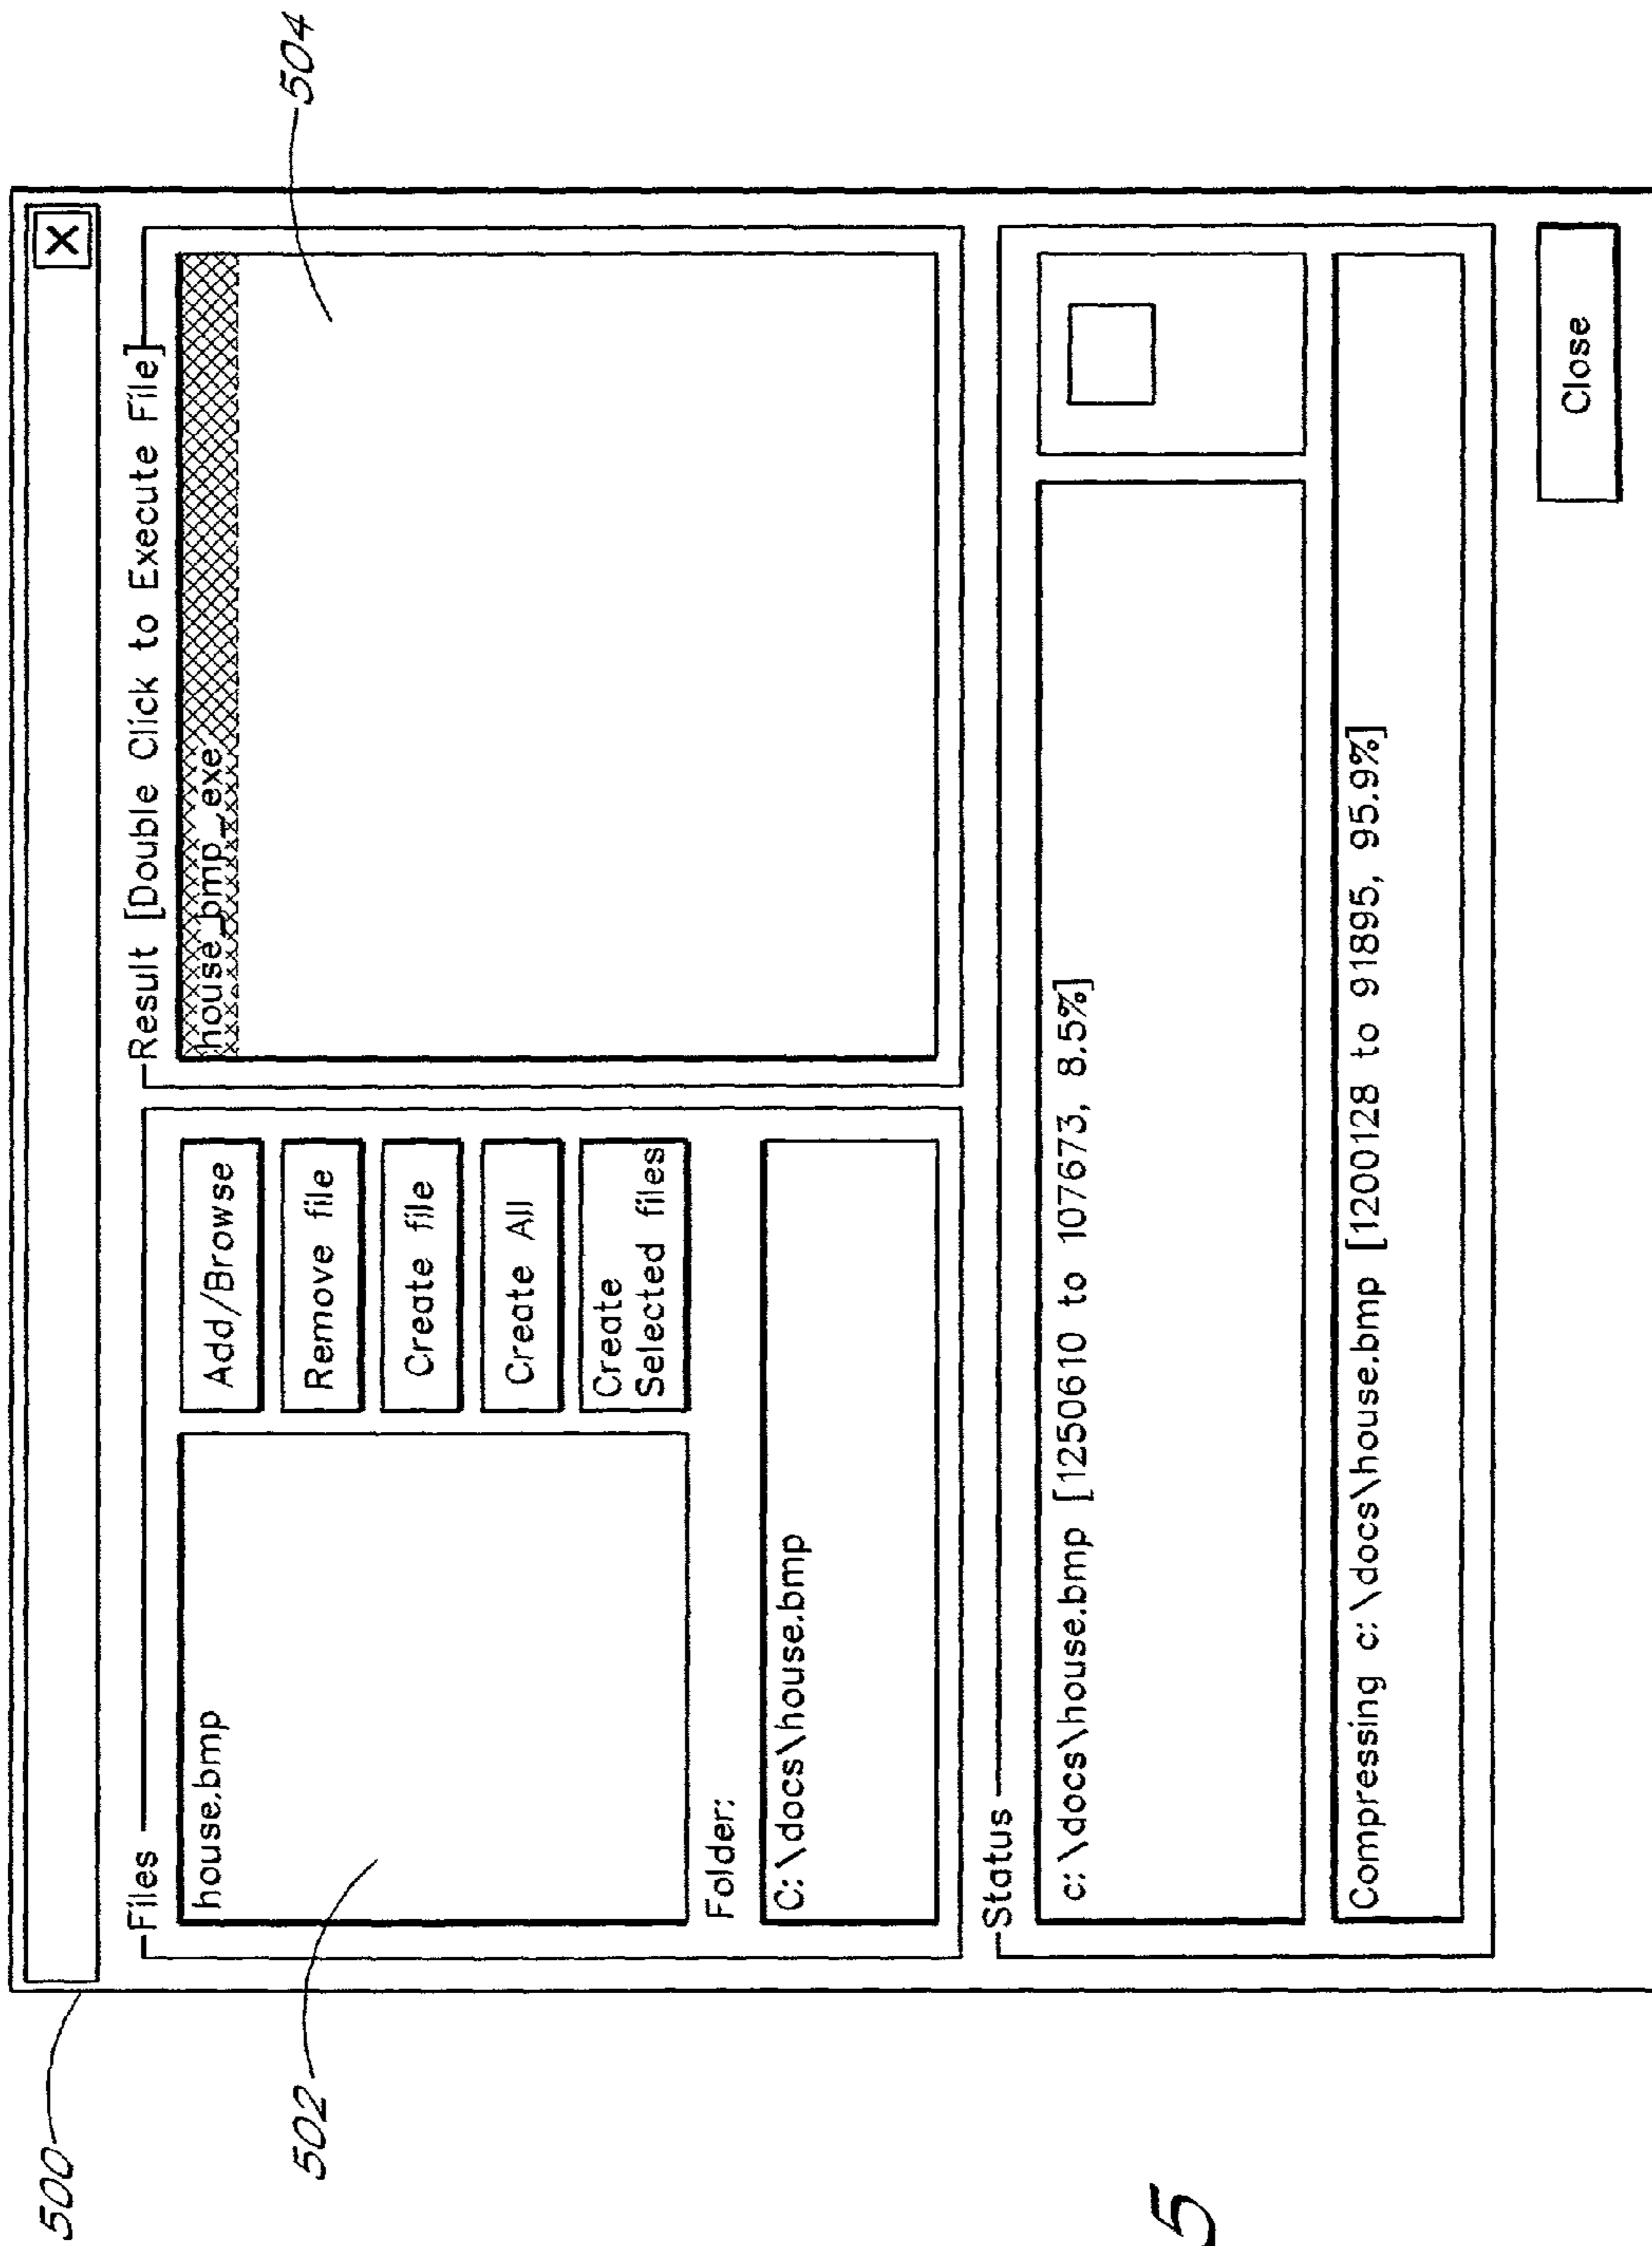 500
X
Files
house.bmp
Add/Browse
Remove file
Create file
Create All
Create
Selected files
Folder:
C:\docs\house.bmp
502
Result [Double Click to Execute File]
house_bmp_.exe
504
Status
c:\docs\house.bmp [1250610 to 107673, 8.5%]
Compressing c:\docs\house.bmp [1200128 to 91895, 95.9%]
Close
5